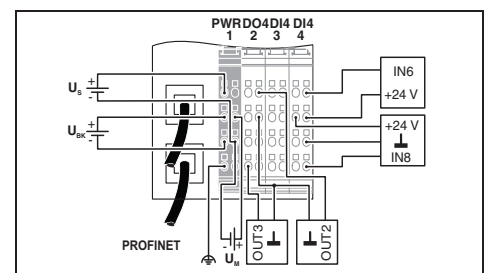 PWR DO4 DI4 DI4
1 2 3 4
IN6
+24 V
+24 V
IN8
US
+
-
UBK
+
-
OUT3
OUT2
- +
UM
PROFINET